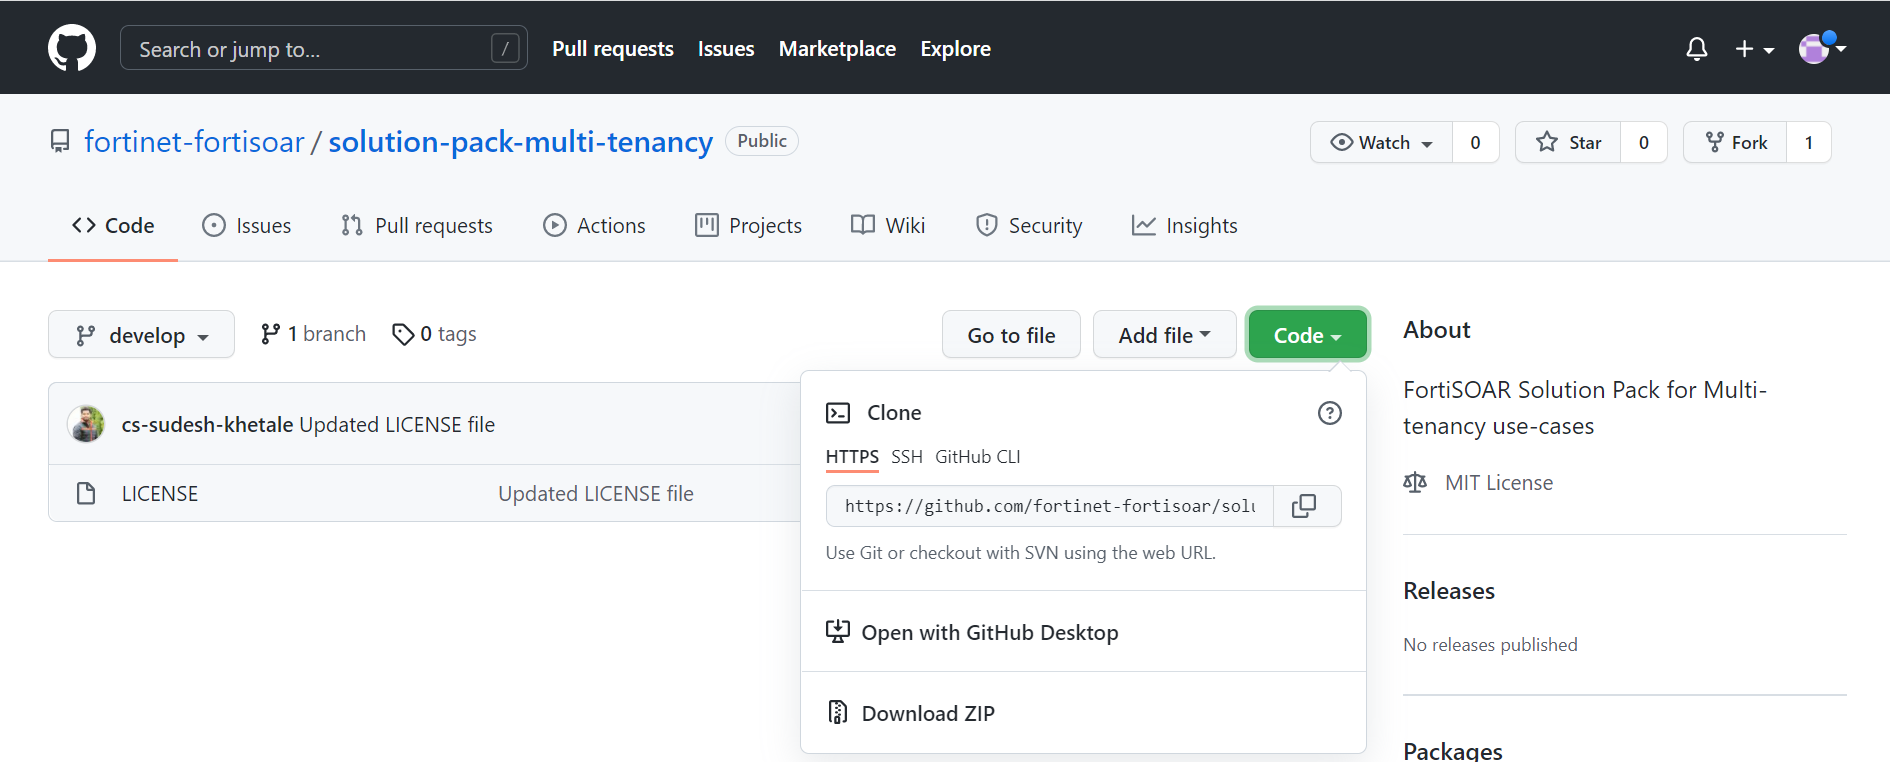 Search or jump to... / Pull requests Issues Marketplace Explore
fortinet-fortisoar / solution-pack-multi-tenancy Public Watch 0 Star 0 Fork 1
Code Issues Pull requests Actions Projects Wiki Security Insights
develop 1 branch 0 tags Go to file Add file Code
cs-sudesh-khetale Updated LICENSE file
LICENSE Updated LICENSE file
Clone
HTTPS SSH GitHub CLI
https://github.com/fortinet-fortisoar/solu
Use Git or checkout with SVN using the web URL.
Open with GitHub Desktop
Download ZIP
About
FortiSOAR Solution Pack for Multi-
tenancy use-cases
MIT License
Releases
No releases published
Packages